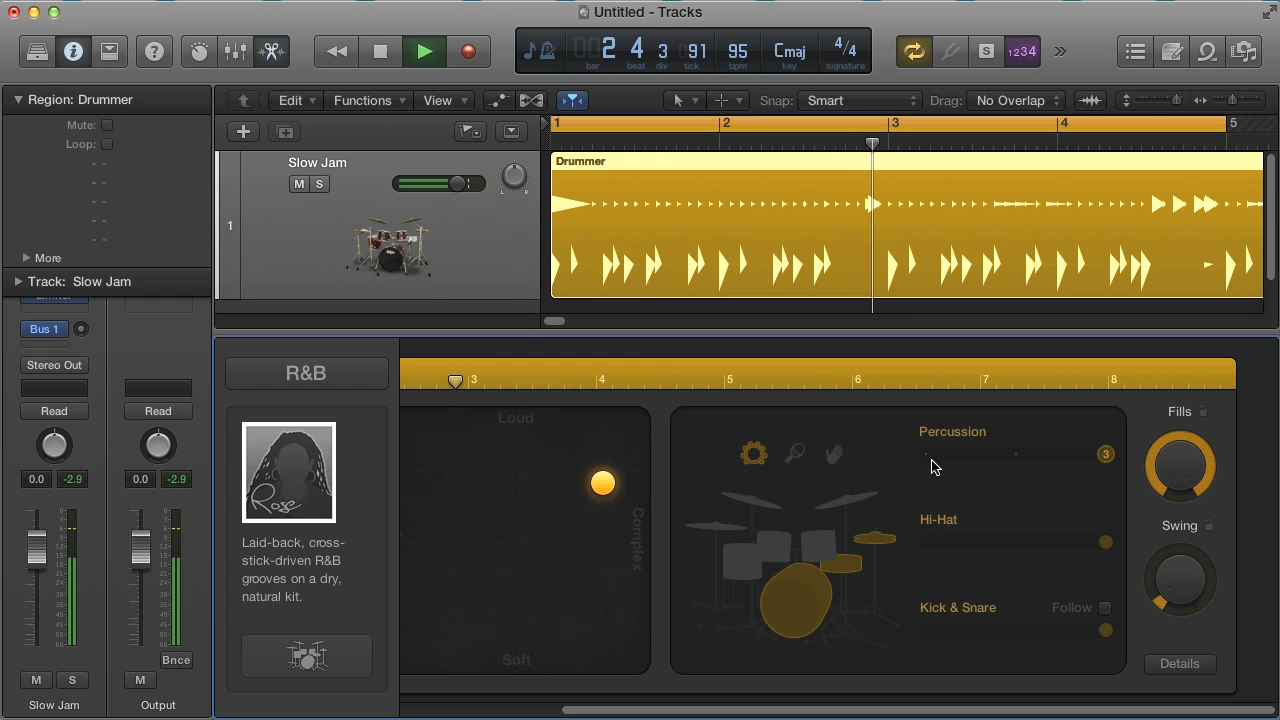 Untitled - Tracks
002 4 3 91 95 Cmaj 4/4
bar beat div tick bpm key signature
S 1234
Region: Drummer
Edit Functions View Snap: Smart Drag: No Overlap
Mute:
Loop:
More
Track: Slow Jam
Slow Jam
M S
L R
1
1 2 3 4 5
Drummer
Bus 1
Stereo Out
Read Read
0.0 -2.9 0.0 -2.9
Bnce
M S M
Slow Jam Output
R&B
3 4 5 6 7 8
Rose
Laid-back, cross-
stick-driven R&B
grooves on a dry,
natural kit.
Loud
Complex
Soft
Percussion
3
Hi-Hat
Kick & Snare Follow
Fills
Swing
Details